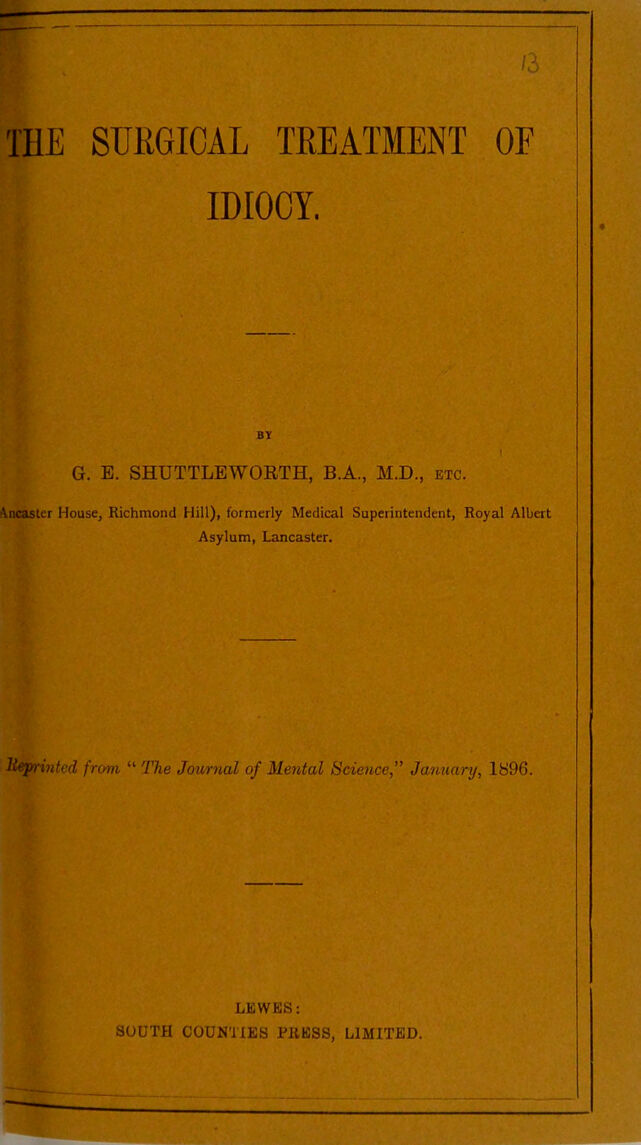 13
THE SURGICAL TREATMENT OF
IDIOCY.
BY
G. E. SHUTTLEWORTH, B.A., M.D., ETC.
Ancaster House, Richmond Hill), formerly Medical Superintendent, Royal Albert
Asylum, Lancaster.
Reprinted from “ The Journal of Mental Science,” January, 1896.
LEWES:
SOUTH COUNTIES PRESS, LIMITED.